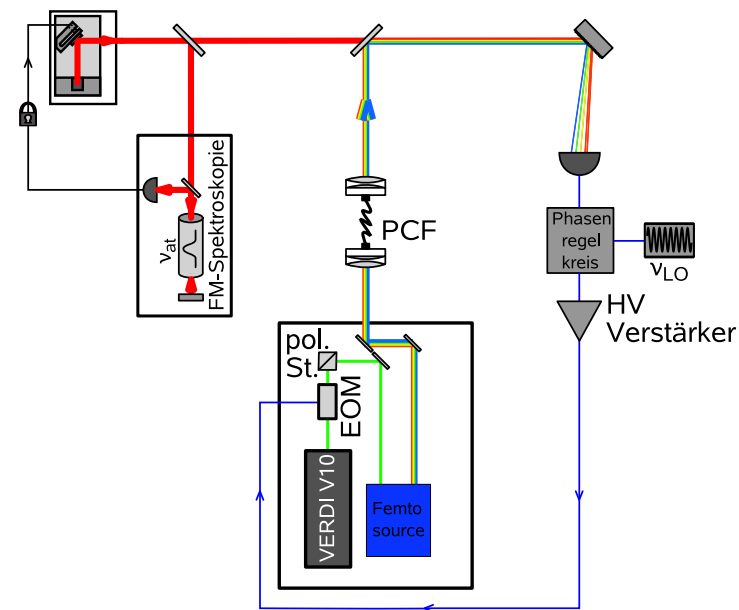 ν_at
FM-Spektroskopie
PCF
Phasen
regel
kreis
ν_LO
HV
Verstärker
pol.
St.
EOM
VERDI V10
Femto
source